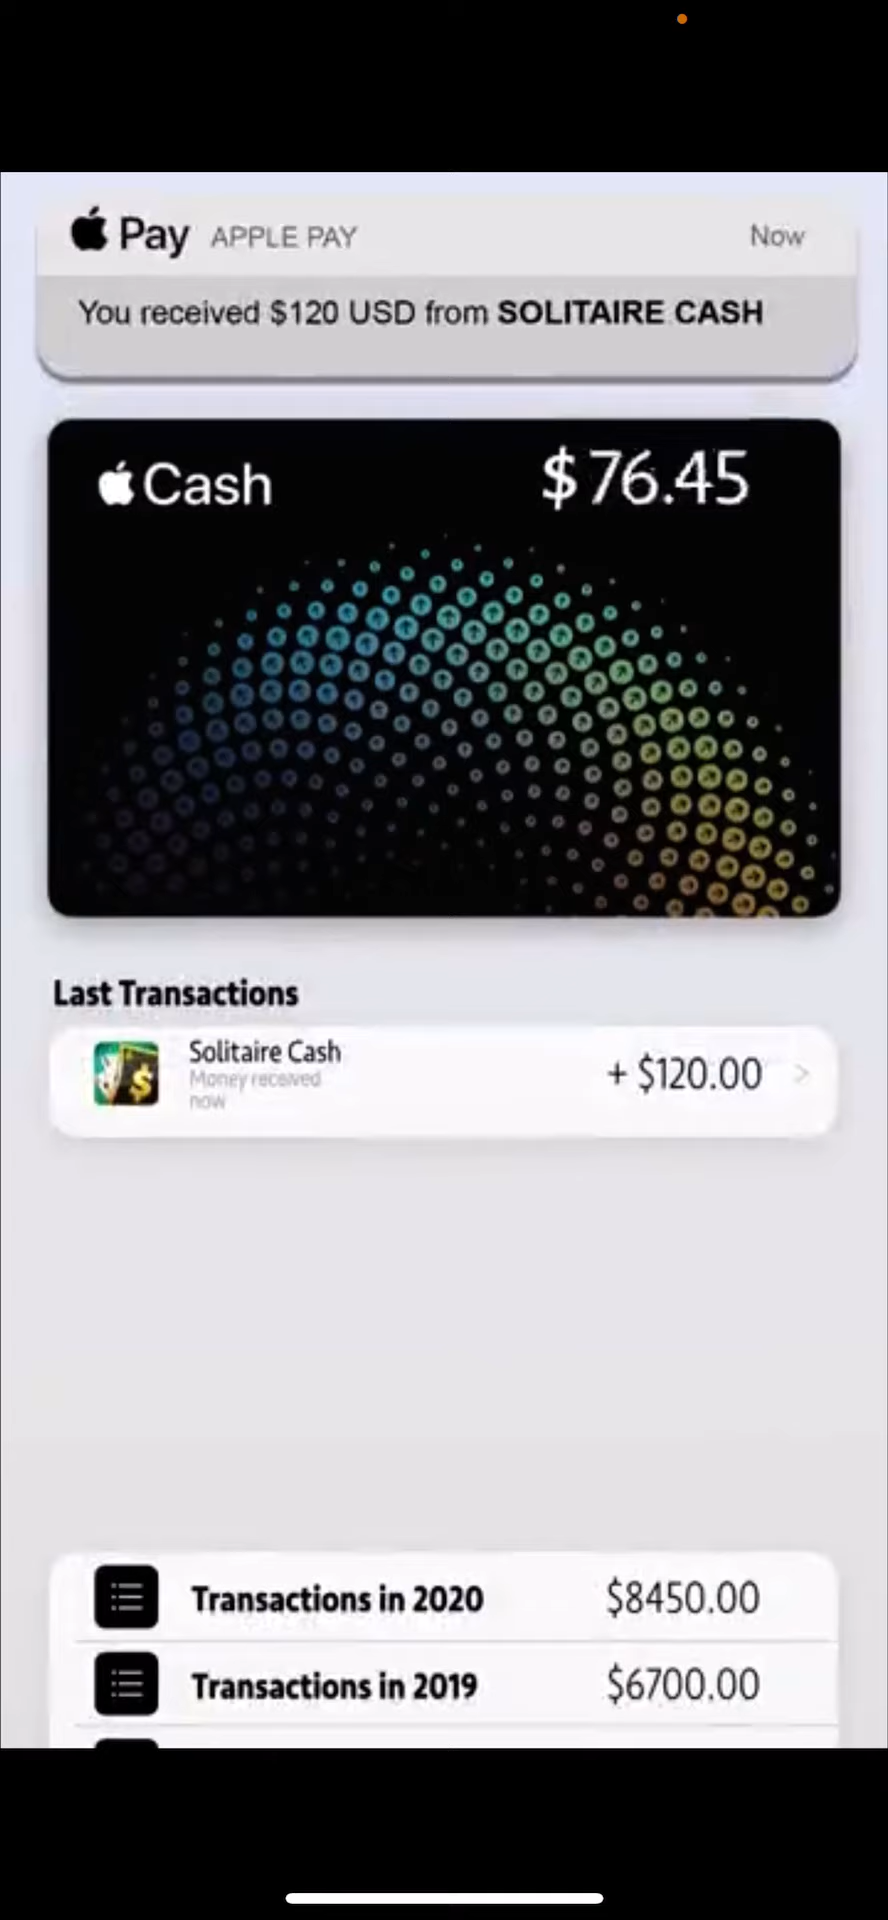 Pay APPLE PAY Now
You received $120 USD from SOLITAIRE CASH
Cash $76.45
Last Transactions
Solitaire Cash
Money received
now
+ $120.00 >
Transactions in 2020 $8450.00
Transactions in 2019 $6700.00